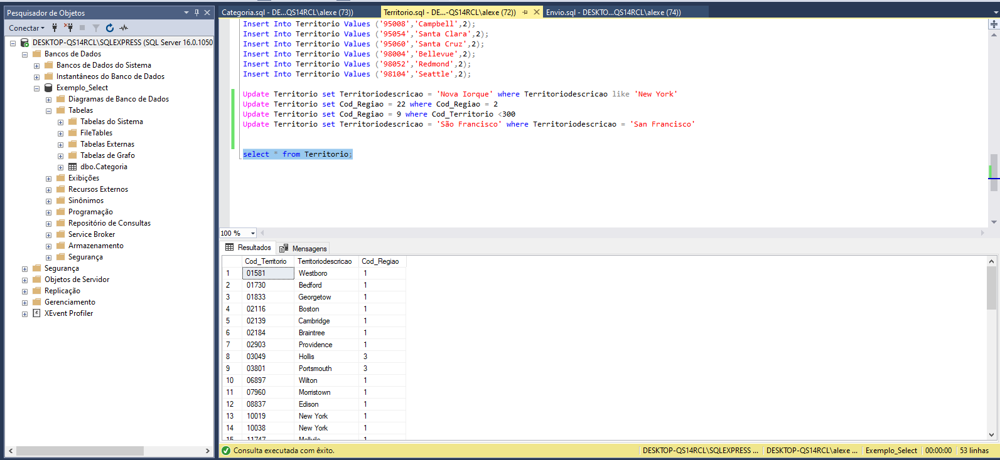 Pesquisador de Objetos
Conectar
DESKTOP-QS14RCL\SQLEXPRESS (SQL Server 16.0.1050
Bancos de Dados
Bancos de Dados do Sistema
Instantâneos do Banco de Dados
Exemplo_Select
Diagramas de Banco de Dados
Tabelas
Tabelas do Sistema
FileTables
Tabelas Externas
Tabelas de Grafo
dbo.Categoria
Exibições
Recursos Externos
Sinônimos
Programação
Repositório de Consultas
Service Broker
Armazenamento
Segurança
Segurança
Objetos de Servidor
Replicação
Gerenciamento
XEvent Profiler
Categoria.sql - DE...QS14RCL\alexe (73))
Territorio.sql - DE...-QS14RCL\alexe (72))
Envio.sql - DESKTO...QS14RCL\alexe (74))
Insert Into Territorio Values ('95008','Campbell',2);
Insert Into Territorio Values ('95054','Santa Clara',2);
Insert Into Territorio Values ('95060','Santa Cruz',2);
Insert Into Territorio Values ('98004','Bellevue',2);
Insert Into Territorio Values ('98052','Redmond',2);
Insert Into Territorio Values ('98104','Seattle',2);
Update Territorio set Territoriodescricao = 'Nova Iorque' where Territoriodescricao like 'New York'
Update Territorio set Cod_Regiao = 22 where Cod_Regiao = 2
Update Territorio set Cod_Regiao = 9 where Cod_Territorio <300
Update Territorio set Territoriodescricao = 'São Francisco' where Territoriodescricao = 'San Francisco'
select * from Territorio;
100 %
Resultados Mensagens
Cod_Territorio Territoriodescricao Cod_Regiao
1 01581 Westboro 1
2 01730 Bedford 1
3 01833 Georgetow 1
4 02116 Boston 1
5 02139 Cambridge 1
6 02184 Braintree 1
7 02903 Providence 1
8 03049 Hollis 3
9 03801 Portsmouth 3
10 06897 Wilton 1
11 07960 Morristown 1
12 08837 Edison 1
13 10019 New York 1
14 10038 New York 1
15 11747 Mellvile 1
Consulta executada com êxito.
DESKTOP-QS14RCL\SQLEXPRESS ... DESKTOP-QS14RCL\alexe ... Exemplo_Select 00:00:00 53 linhas